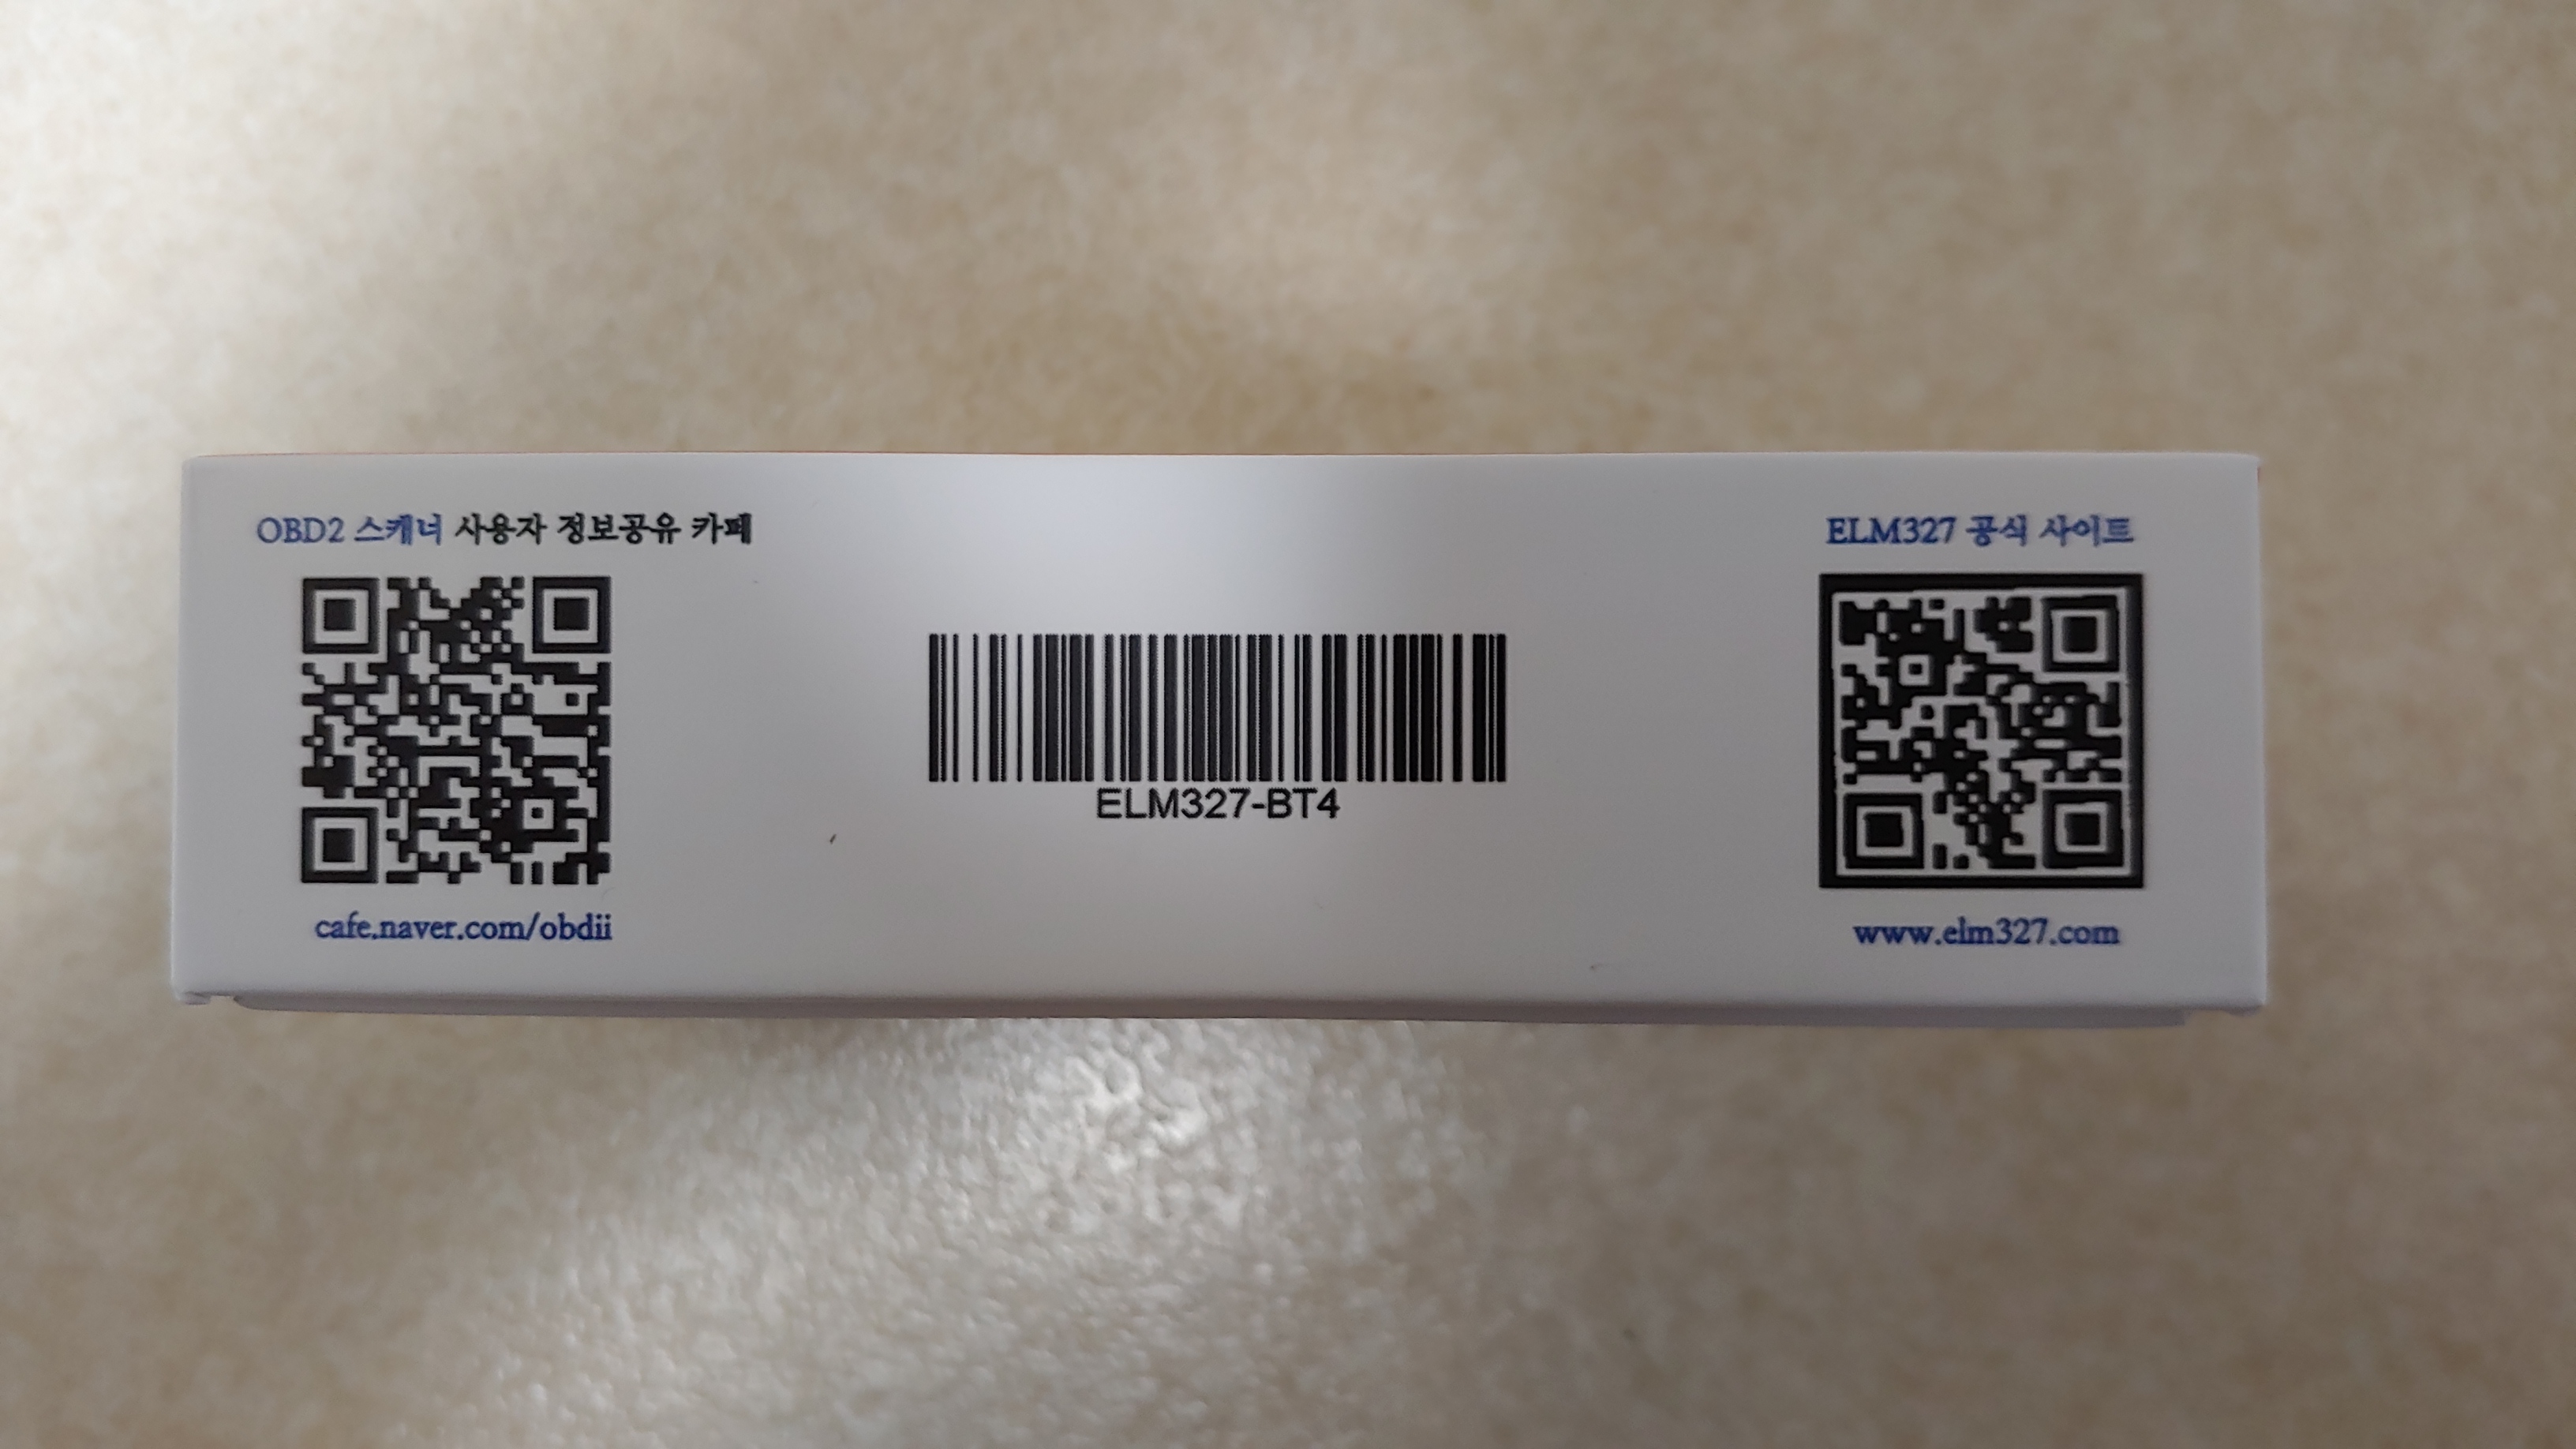 OBD2 스캐너 사용자 정보공유 카페
cafe.naver.com/obdii
ELM327-BT4
ELM327 공식 사이트
www.elm327.com